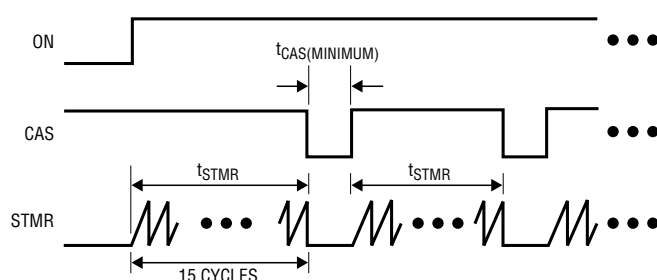 ON
tCAS(MINIMUM)
CAS
tSTMR
tSTMR
STMR
15 CYCLES